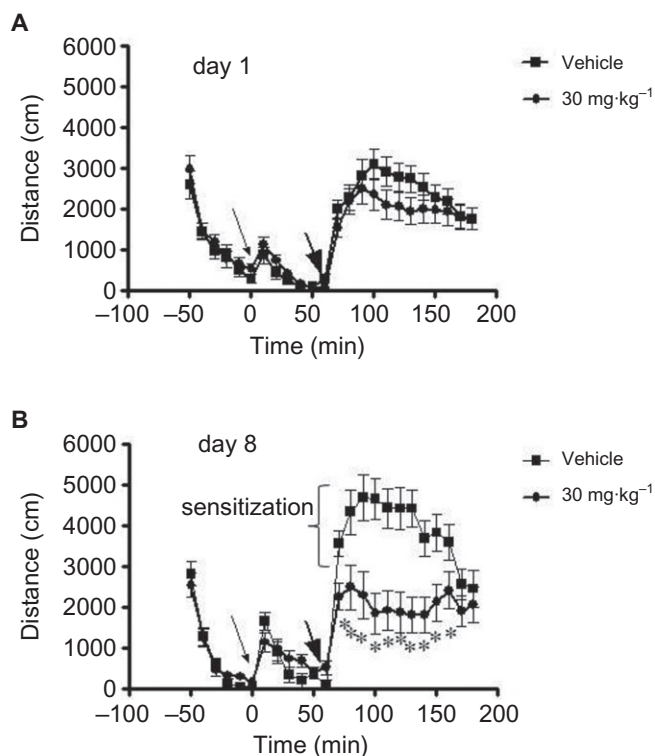 A
6000
day 1
Vehicle
5000
30 mg·kg⁻¹
4000
3000
2000
1000
0
Distance (cm)
–100 –50 0 50 100 150 200
Time (min)
B
6000
day 8
Vehicle
5000
30 mg·kg⁻¹
sensitization
4000
3000
2000
1000
0
Distance (cm)
**********
–100 –50 0 50 100 150 200
Time (min)